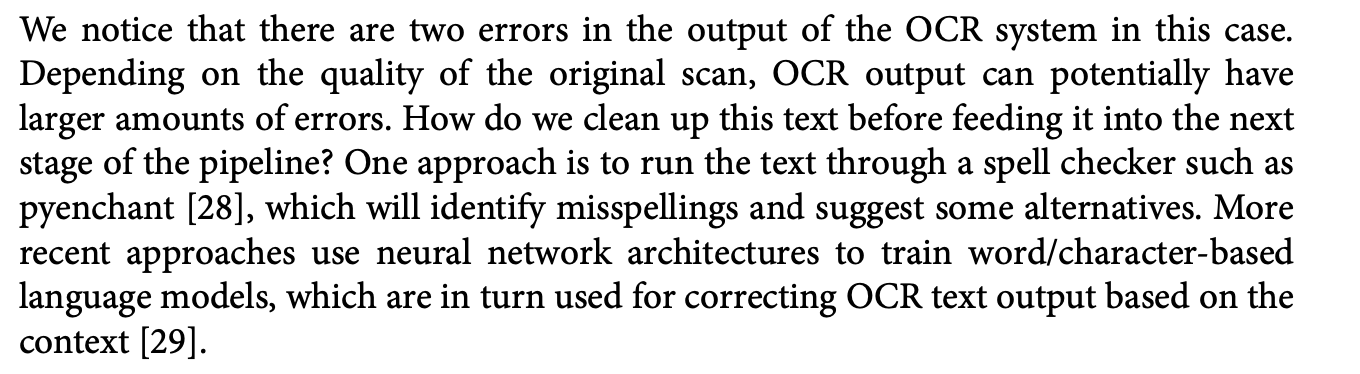 We notice that there are two errors in the output of the OCR system in this case.
Depending on the quality of the original scan, OCR output can potentially have
larger amounts of errors. How do we clean up this text before feeding it into the next
stage of the pipeline? One approach is to run the text through a spell checker such as
pyenchant [28], which will identify misspellings and suggest some alternatives. More
recent approaches use neural network architectures to train word/character-based
language models, which are in turn used for correcting OCR text output based on the
context [29].